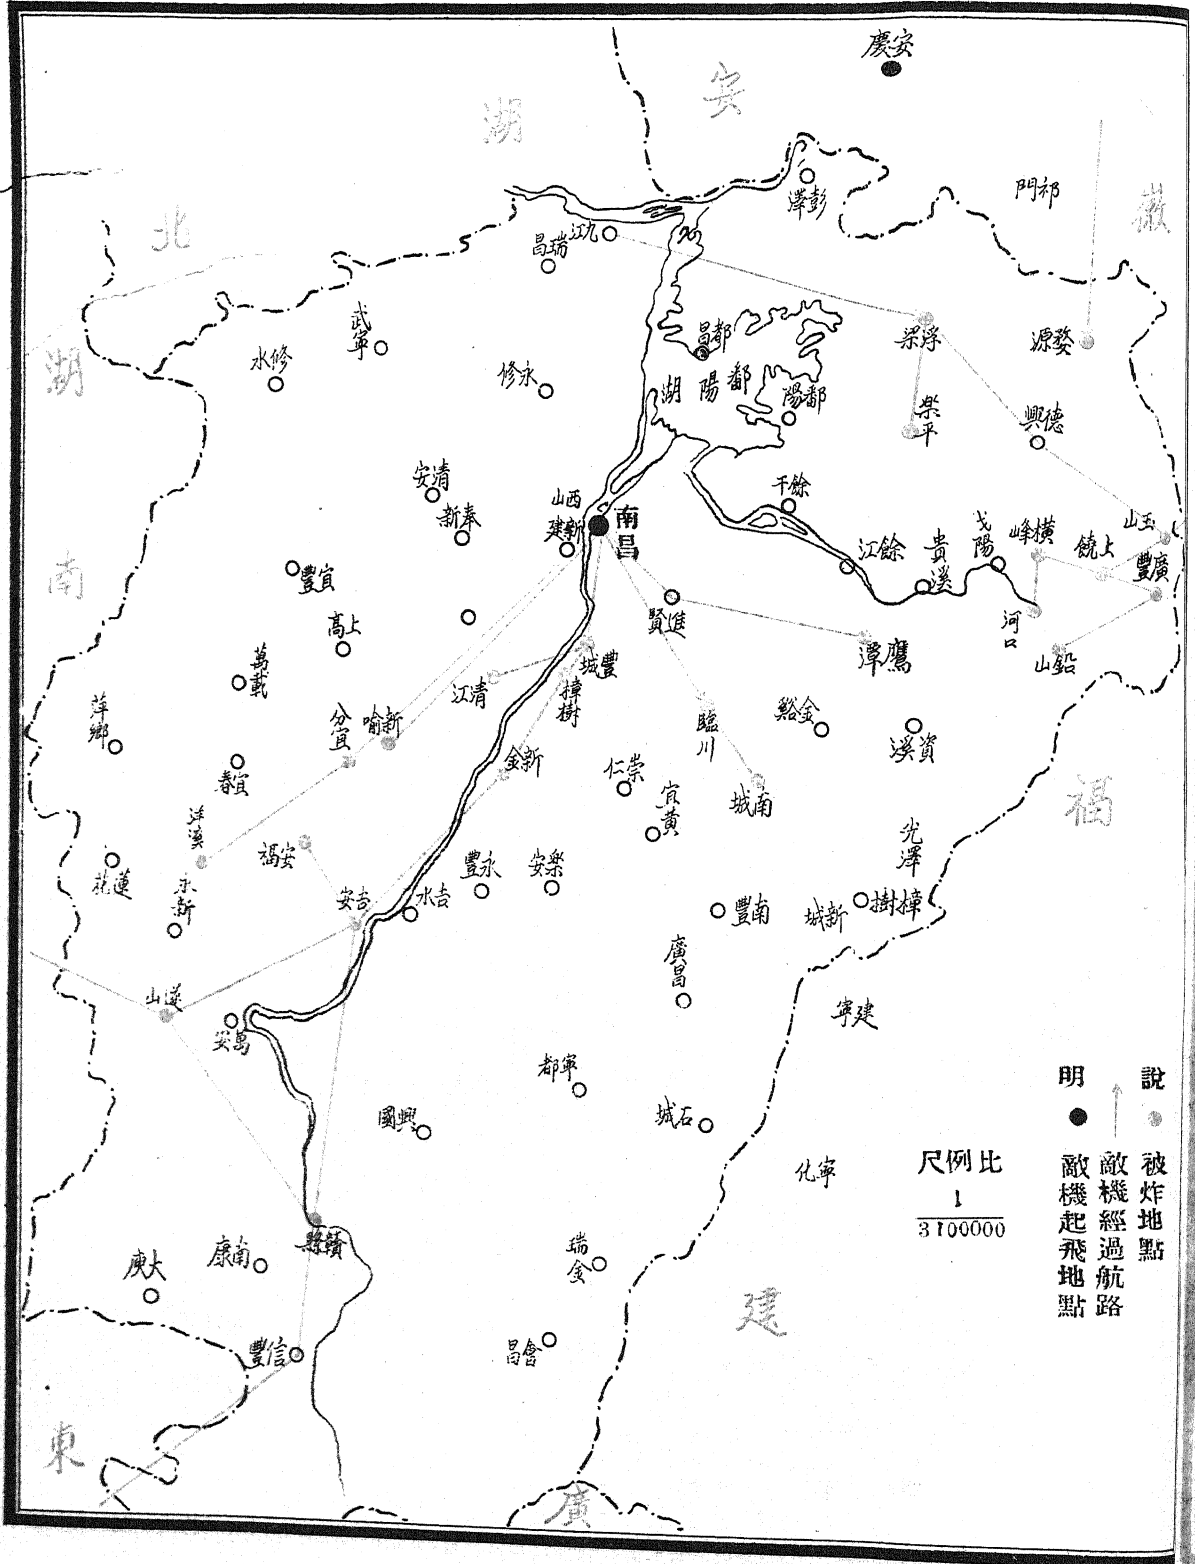 安慶
安
徽
湖
北
湖
南
福
建
廣
東
祁門
彭澤
九江
瑞昌
武寧
修水
永修
都昌
鄱陽湖
鄱陽
浮梁
婺源
樂平
德興
清安
奉新
西山
新建
南昌
餘干
餘江
貴溪
弋陽
橫峰
上饒
玉山
廣豐
河口
鉛山
宜豐
上高
萬載
萍鄉
分宜
新喻
宜春
清江
豐城
樟樹
進賢
鷹潭
臨川
金谿
資溪
南城
新金
崇仁
宜黃
洋溪
安福
蓮花
永新
吉安
吉水
永豐
樂安
南豐
光澤
樟樹
新城
廣昌
建寧
遂山
萬安
寧都
石城
興國
寧化
贛縣
南康
大庾
瑞金
信豐
會昌
說明
被炸地點
敵機經過航路
敵機起飛地點
比例尺
1
3100000